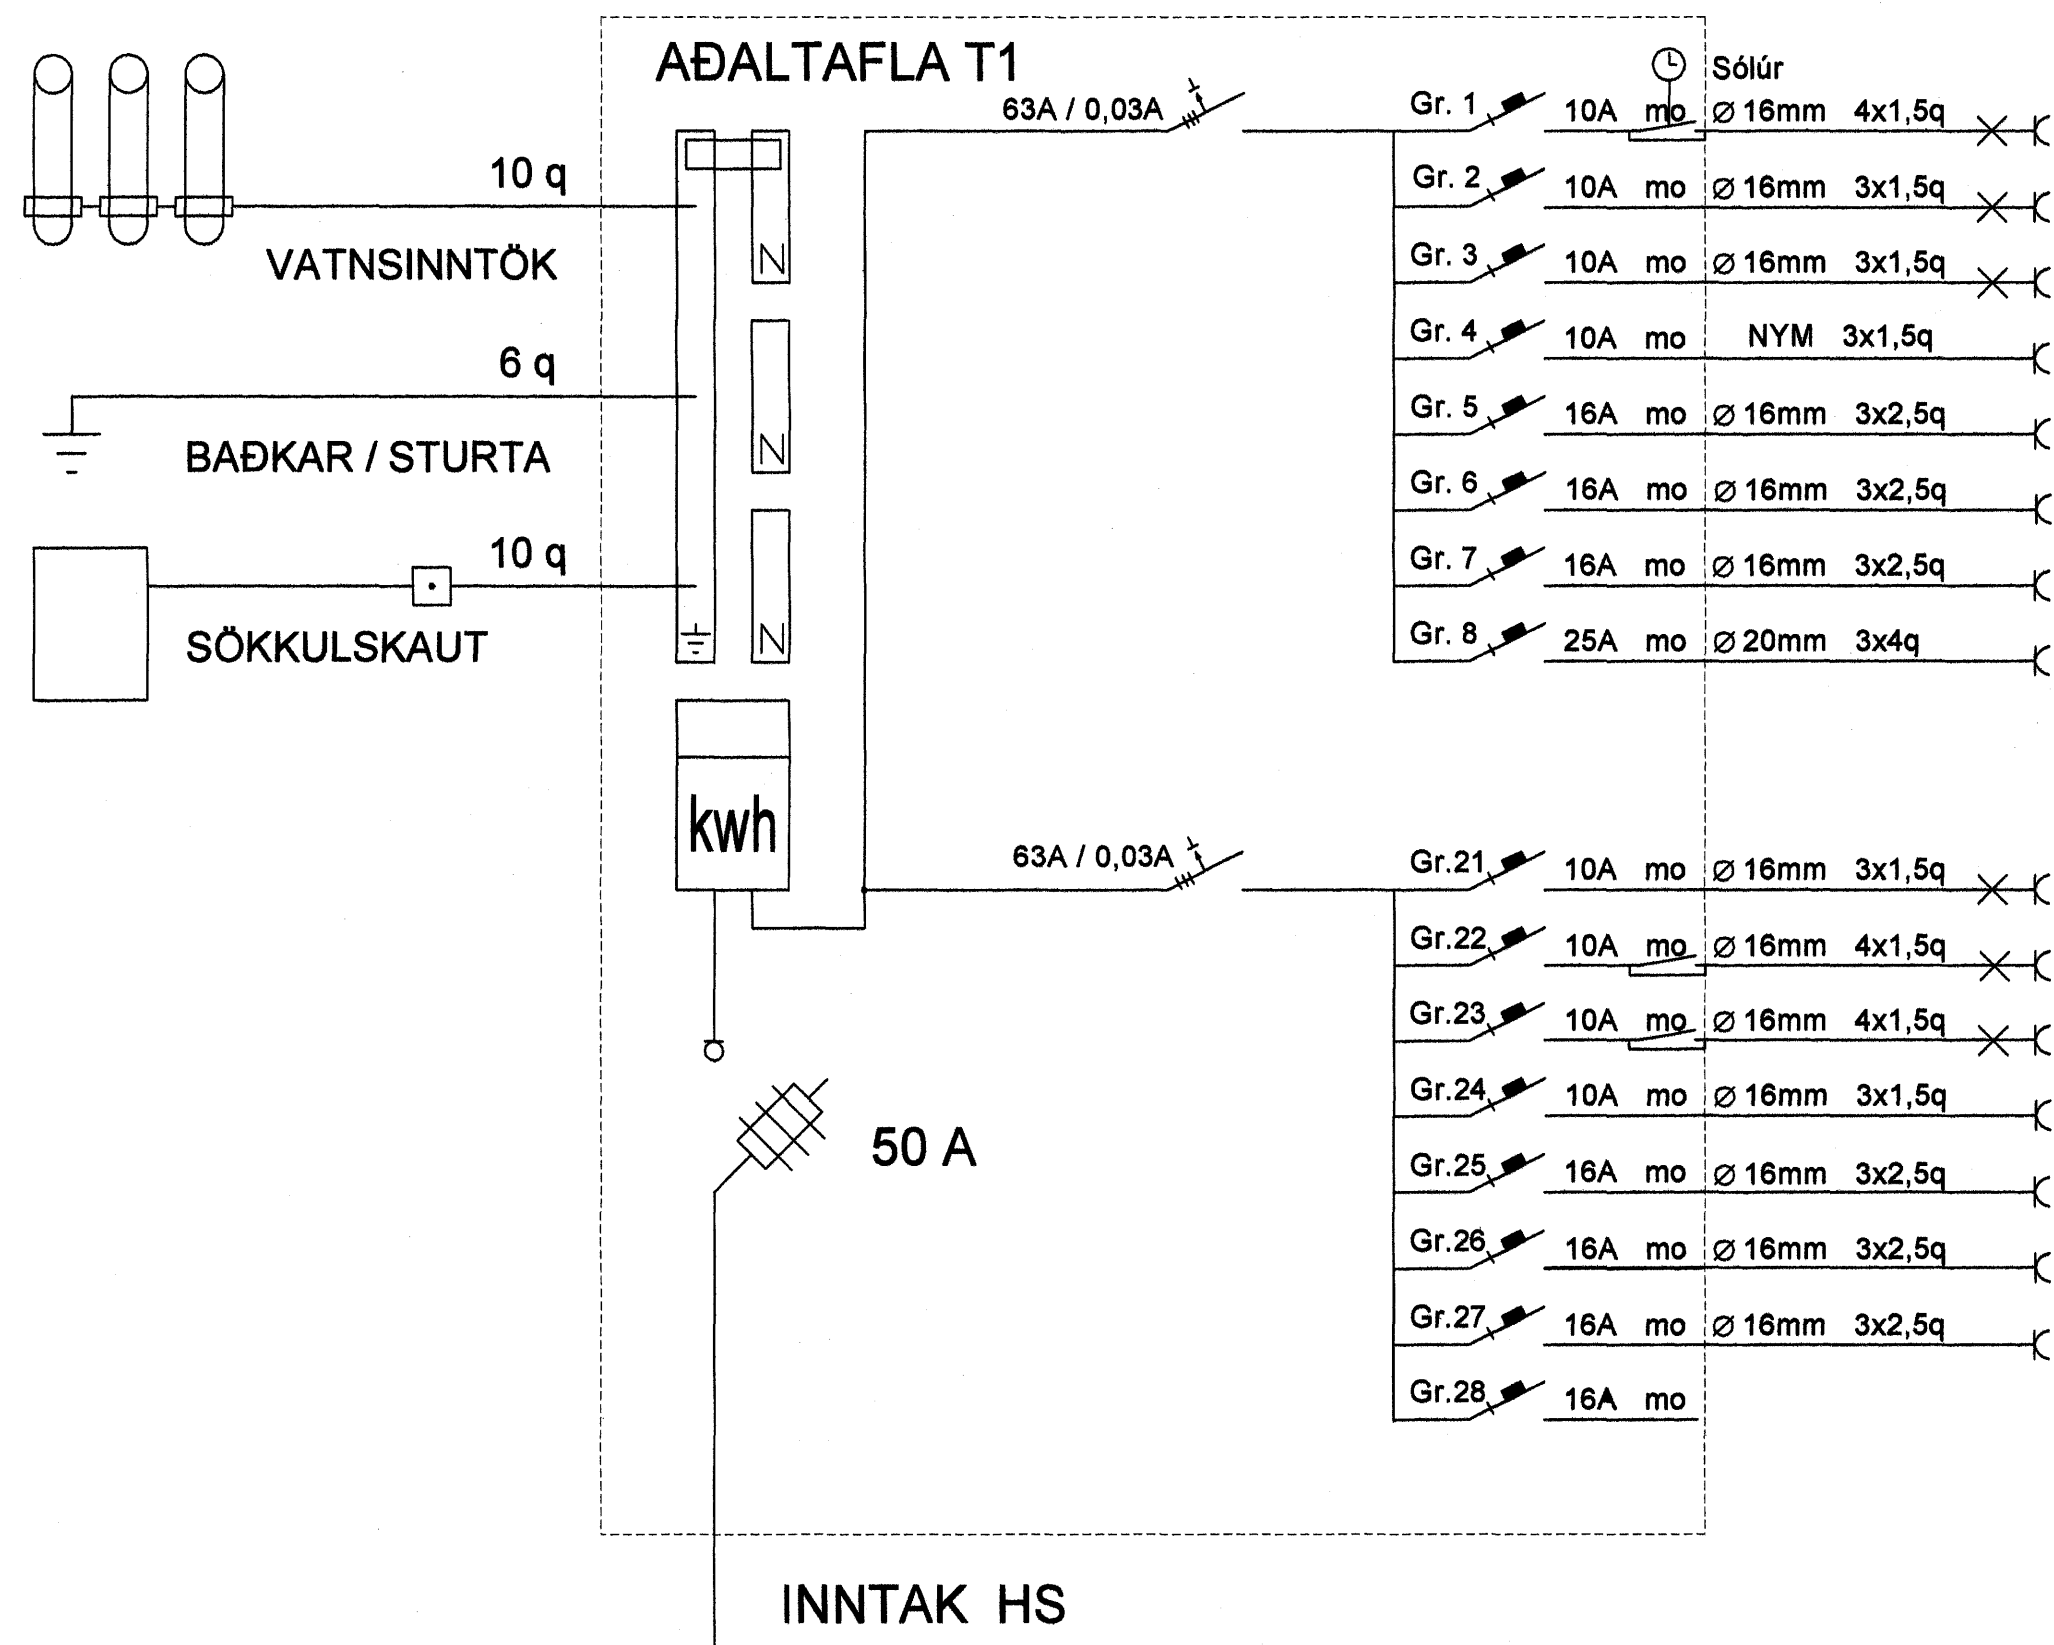 AÐALTAFLA T1
10 q
VATNSINNTÖK
6 q
BAÐKAR / STURTA
10 q
SÖKKULSKAUT
N
N
N
kwh
50 A
INNTAK HS
63A / 0,03A
Sólúr
Gr. 1 10A mo Ø 16mm 4x1,5q
Gr. 2 10A mo Ø 16mm 3x1,5q
Gr. 3 10A mo Ø 16mm 3x1,5q
Gr. 4 10A mo NYM 3x1,5q
Gr. 5 16A mo Ø 16mm 3x2,5q
Gr. 6 16A mo Ø 16mm 3x2,5q
Gr. 7 16A mo Ø 16mm 3x2,5q
Gr. 8 25A mo Ø 20mm 3x4q
63A / 0,03A
Gr.21 10A mo Ø 16mm 3x1,5q
Gr.22 10A mo Ø 16mm 4x1,5q
Gr.23 10A mo Ø 16mm 4x1,5q
Gr.24 10A mo Ø 16mm 3x1,5q
Gr.25 16A mo Ø 16mm 3x2,5q
Gr.26 16A mo Ø 16mm 3x2,5q
Gr.27 16A mo Ø 16mm 3x2,5q
Gr.28 16A mo